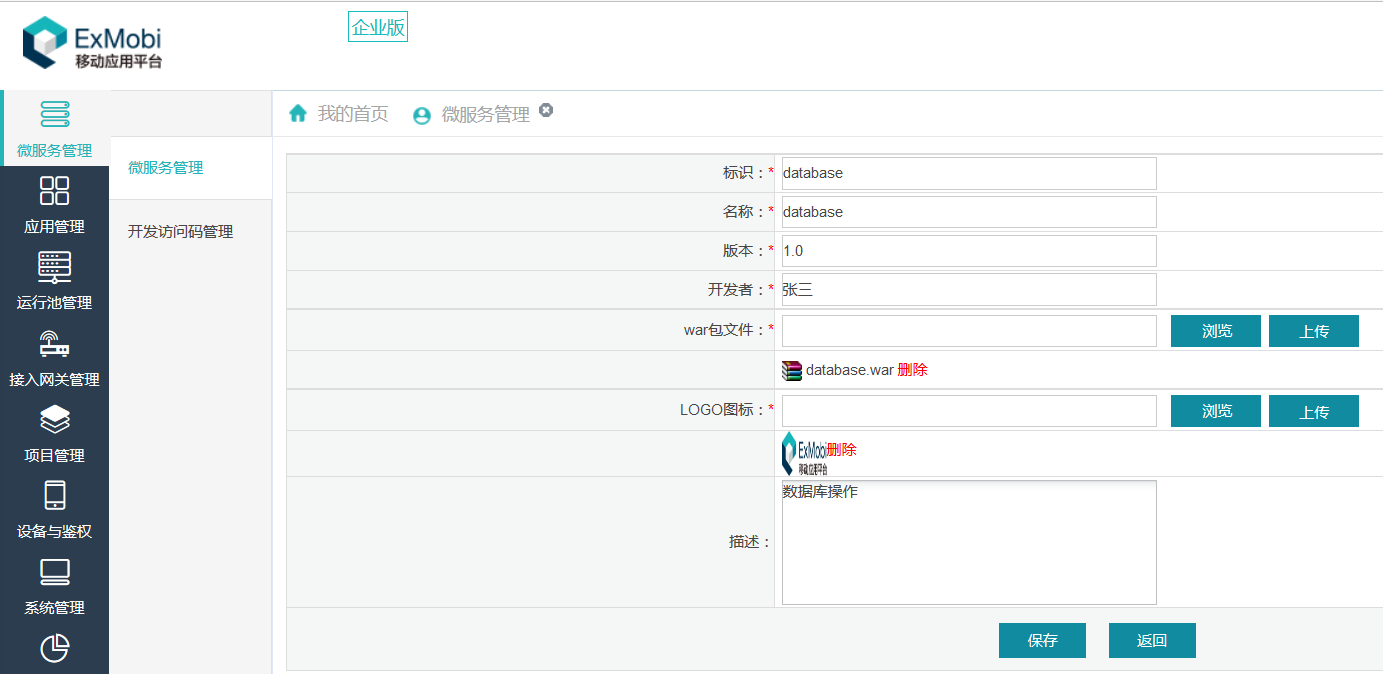 ExMobi
移动应用平台
企业版
微服务管理
应用管理
运行池管理
接入网关管理
项目管理
设备与鉴权
系统管理
微服务管理
开发访问码管理
我的首页 微服务管理
标识：* database
名称：* database
版本：* 1.0
开发者：* 张三
war包文件：* 浏览 上传
database.war 删除
LOGO图标：* 浏览 上传
ExMobi 删除
移动应用平台
描述： 数据库操作
保存 返回